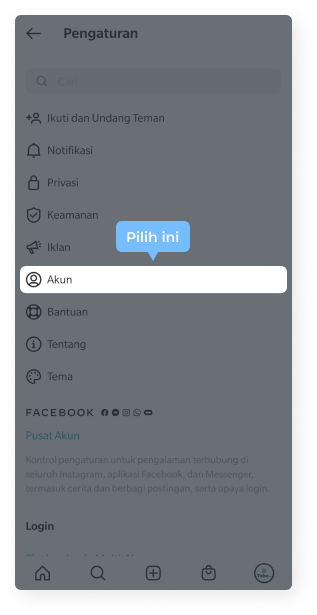 Pengaturan
Cari
Ikuti dan Undang Teman
Notifikasi
Privasi
Keamanan
Pilih ini
Iklan
Akun
Bantuan
Tentang
Tema
FACEBOOK
Pusat Akun
Kontrol pengaturan untuk pengalaman terhubung di
seluruh instagram, aplikasi Facebook, dan Messenger,
termasuk cerita dan berbagi postingan, serta upaya login.
Login